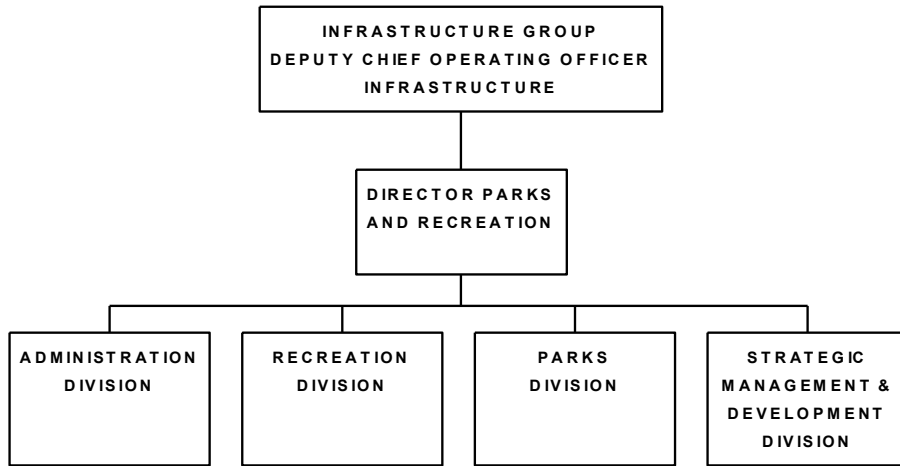 INFRASTRUCTURE GROUP
DEPUTY CHIEF OPERATING OFFICER
INFRASTRUCTURE
DIRECTOR PARKS
AND RECREATION
ADMINISTRATION
DIVISION
RECREATION
DIVISION
PARKS
DIVISION
STRATEGIC
MANAGEMENT &
DEVELOPMENT
DIVISION